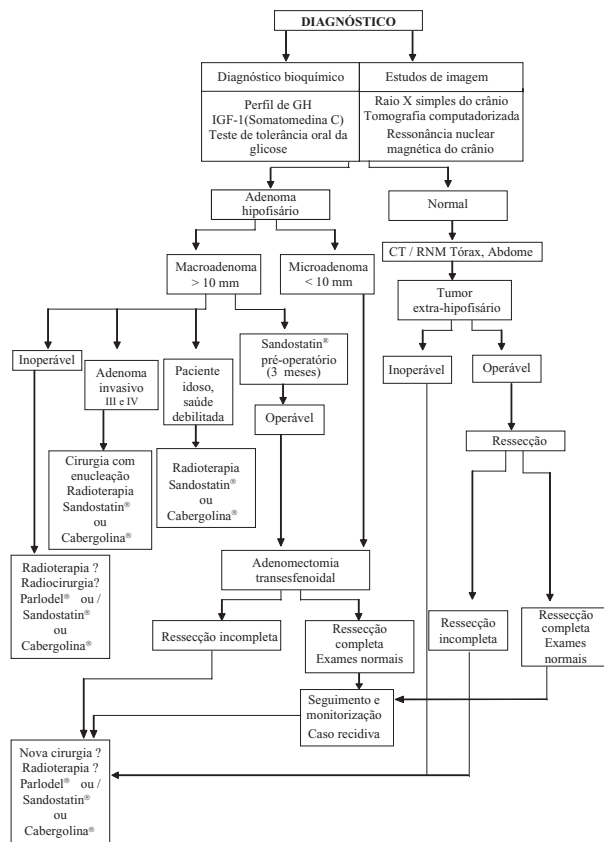 DIAGNÓSTICO
Diagnóstico bioquímico
Estudos de imagem
Perfil de GH
IGF-1(Somatomedina C)
Teste de tolerância oral da
glicose
Raio X simples do crânio
Tomografia computadorizada
Ressonância nuclear
magnética do crânio
Adenoma
hipofisário
Normal
CT / RNM Tórax, Abdome
Macroadenoma
> 10 mm
Microadenoma
< 10 mm
Tumor
extra-hipofisário
Inoperável
Adenoma
invasivo
III e IV
Paciente
idoso,
saúde
debilitada
Sandostatin®
pré-operatório
(3 meses)
Inoperável
Operável
Operável
Ressecção
Cirurgia com
enucleação
Radioterapia
Sandostatin®
ou
Cabergolina®
Radioterapia
Sandostatin®
ou
Cabergolina®
Radioterapia ?
Radiocirurgia?
Parlodel® ou /
Sandostatin®
ou
Cabergolina®
Adenomectomia
transesfenoidal
Ressecção incompleta
Ressecção
completa
Exames normais
Ressecção
incompleta
Ressecção
completa
Exames
normais
Seguimento e
monitorização
Caso recidiva
Nova cirurgia ?
Radioterapia ?
Parlodel® ou /
Sandostatin®
ou
Cabergolina®